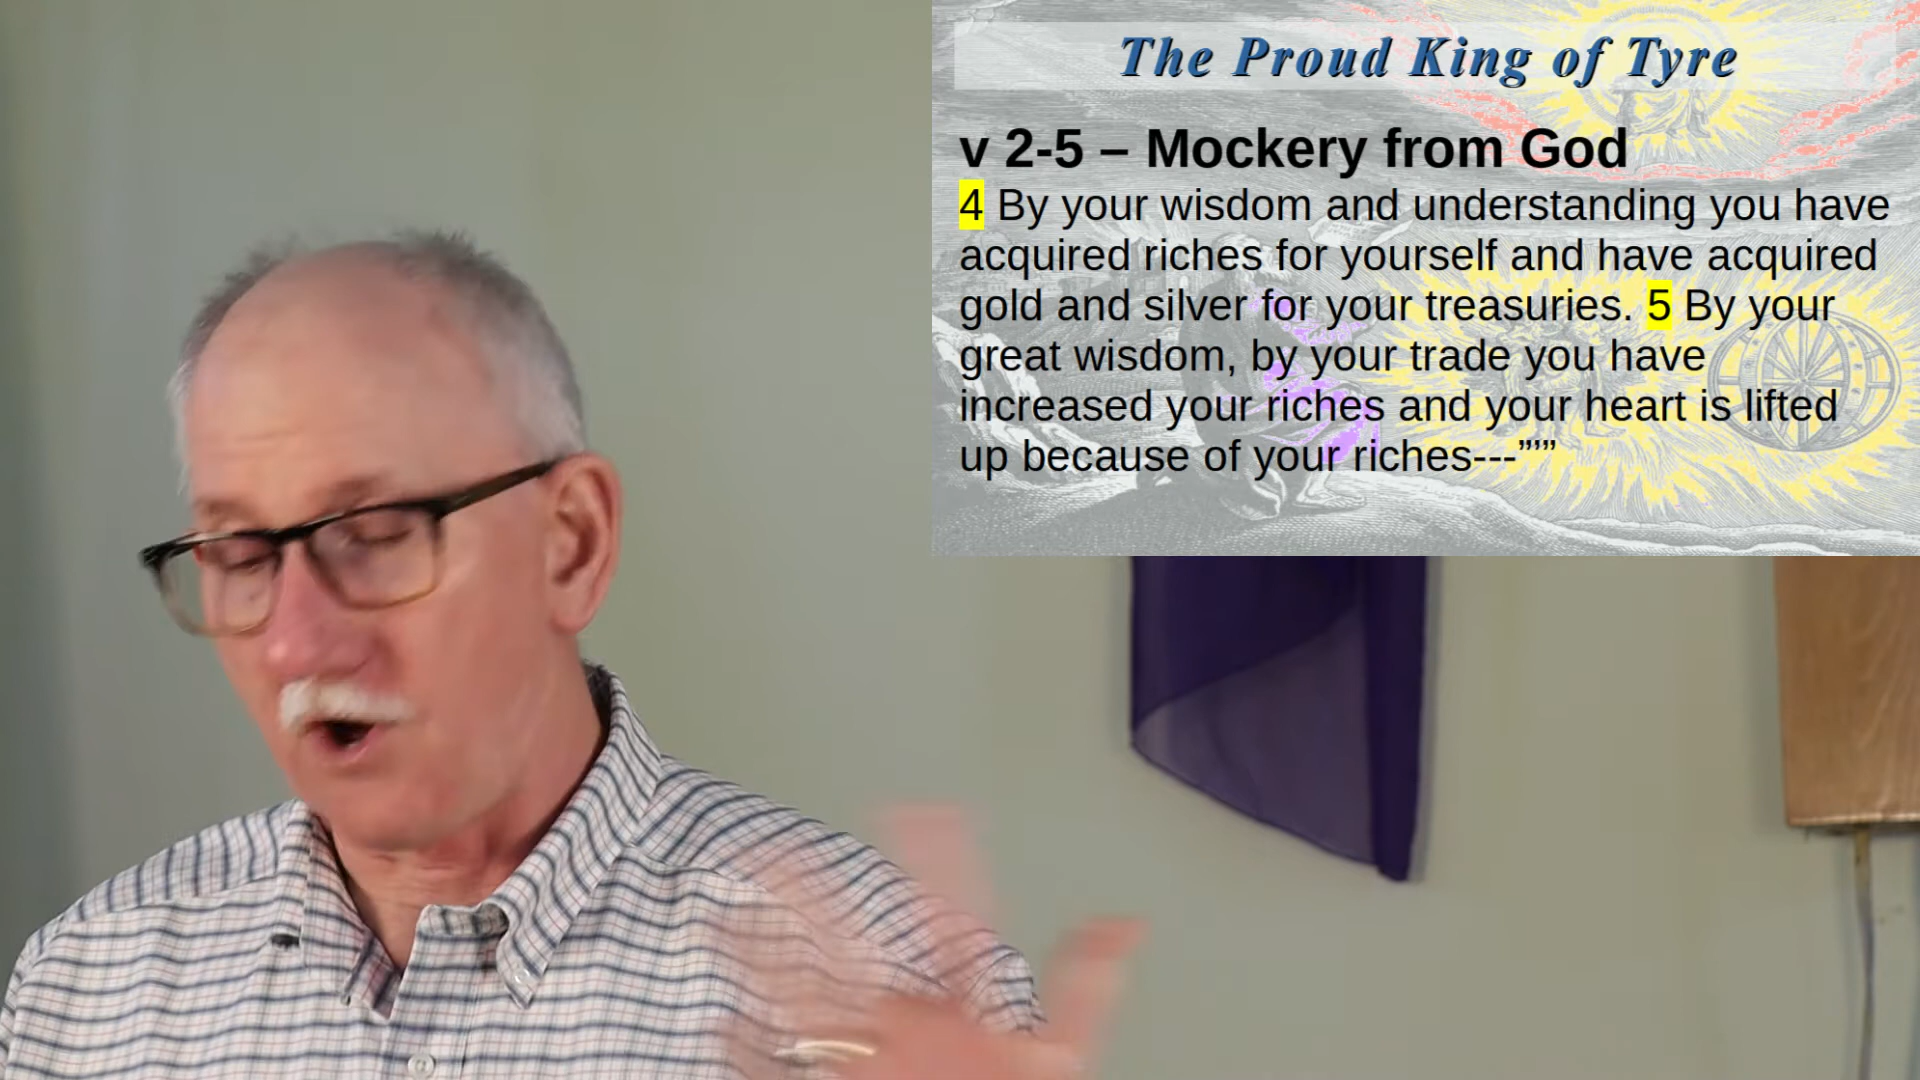 The Proud King of Tyre
v 2-5 – Mockery from God
4 By your wisdom and understanding you have
acquired riches for yourself and have acquired
gold and silver for your treasuries. 5 By your
great wisdom, by your trade you have
increased your riches and your heart is lifted
up because of your riches---”’”